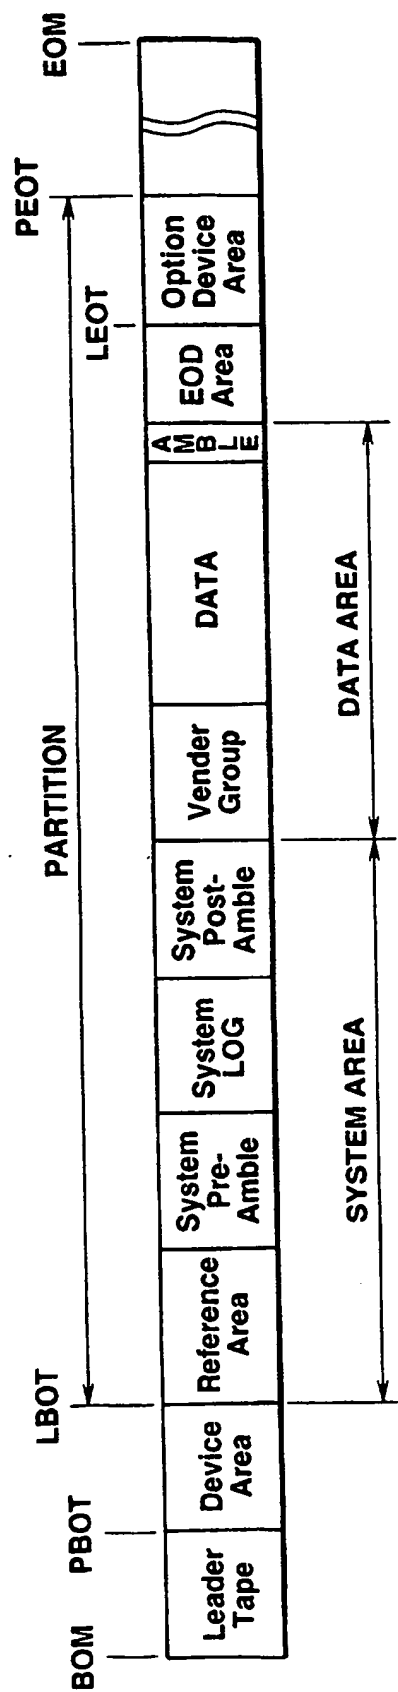 BOM
PBOT
LBOT
LEOT
PEOT
EOM
PARTITION
Leader
Tape
Device
Area
Reference
Area
System
Pre-
Amble
System
LOG
System
Post-
Amble
Vender
Group
DATA
AMBLE
EOD
Area
Option
Device
Area
SYSTEM AREA
DATA AREA